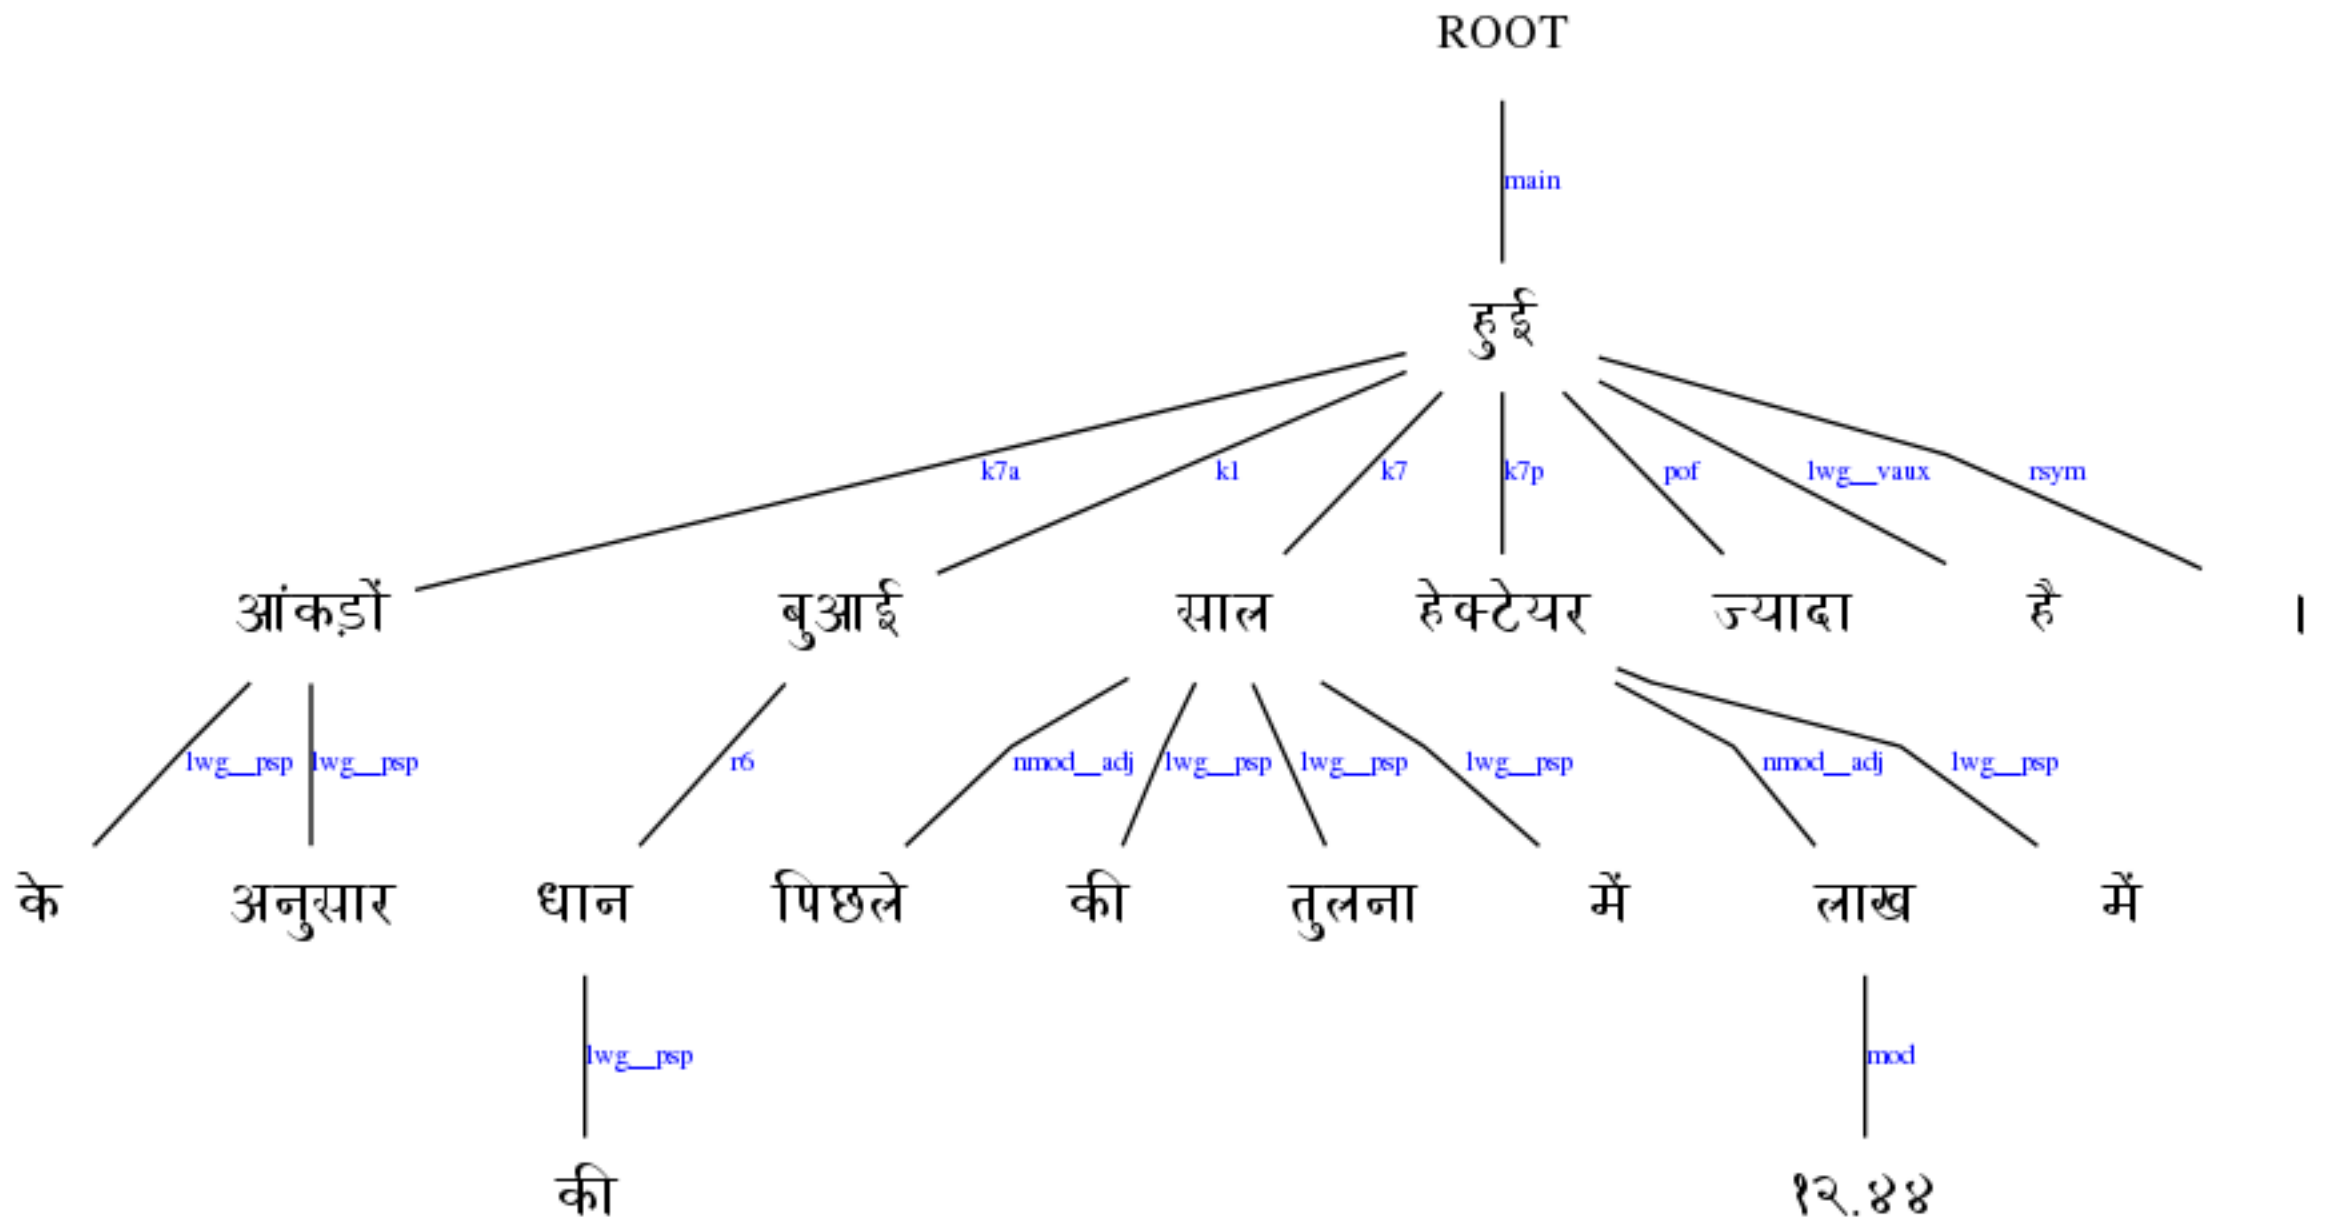 ROOT
main
हुई
k7a k1 k7 k7p pof lwg__vaux rsym
आंकड़ों बुआई साल हेक्टेयर ज्यादा है ।
lwg__psp lwg__psp r6 nmod__adj lwg__psp lwg__psp lwg__psp nmod__adj lwg__psp
के अनुसार धान पिछले की तुलना में लाख में
lwg__psp mod
की १२.४४